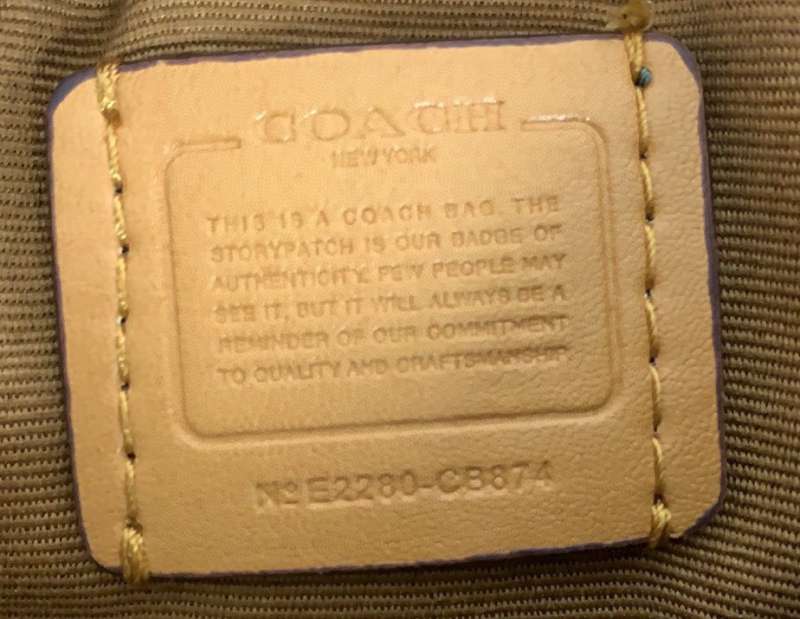 COACH
NEW YORK
THIS IS A COACH BAG. THE
STORYPATCH IS OUR BADGE OF
AUTHENTICITY. FEW PEOPLE MAY
SEE IT, BUT IT WILL ALWAYS BE A
REMINDER OF OUR COMMITMENT
TO QUALITY AND CRAFTSMANSHIP.
№ E2280-CB874